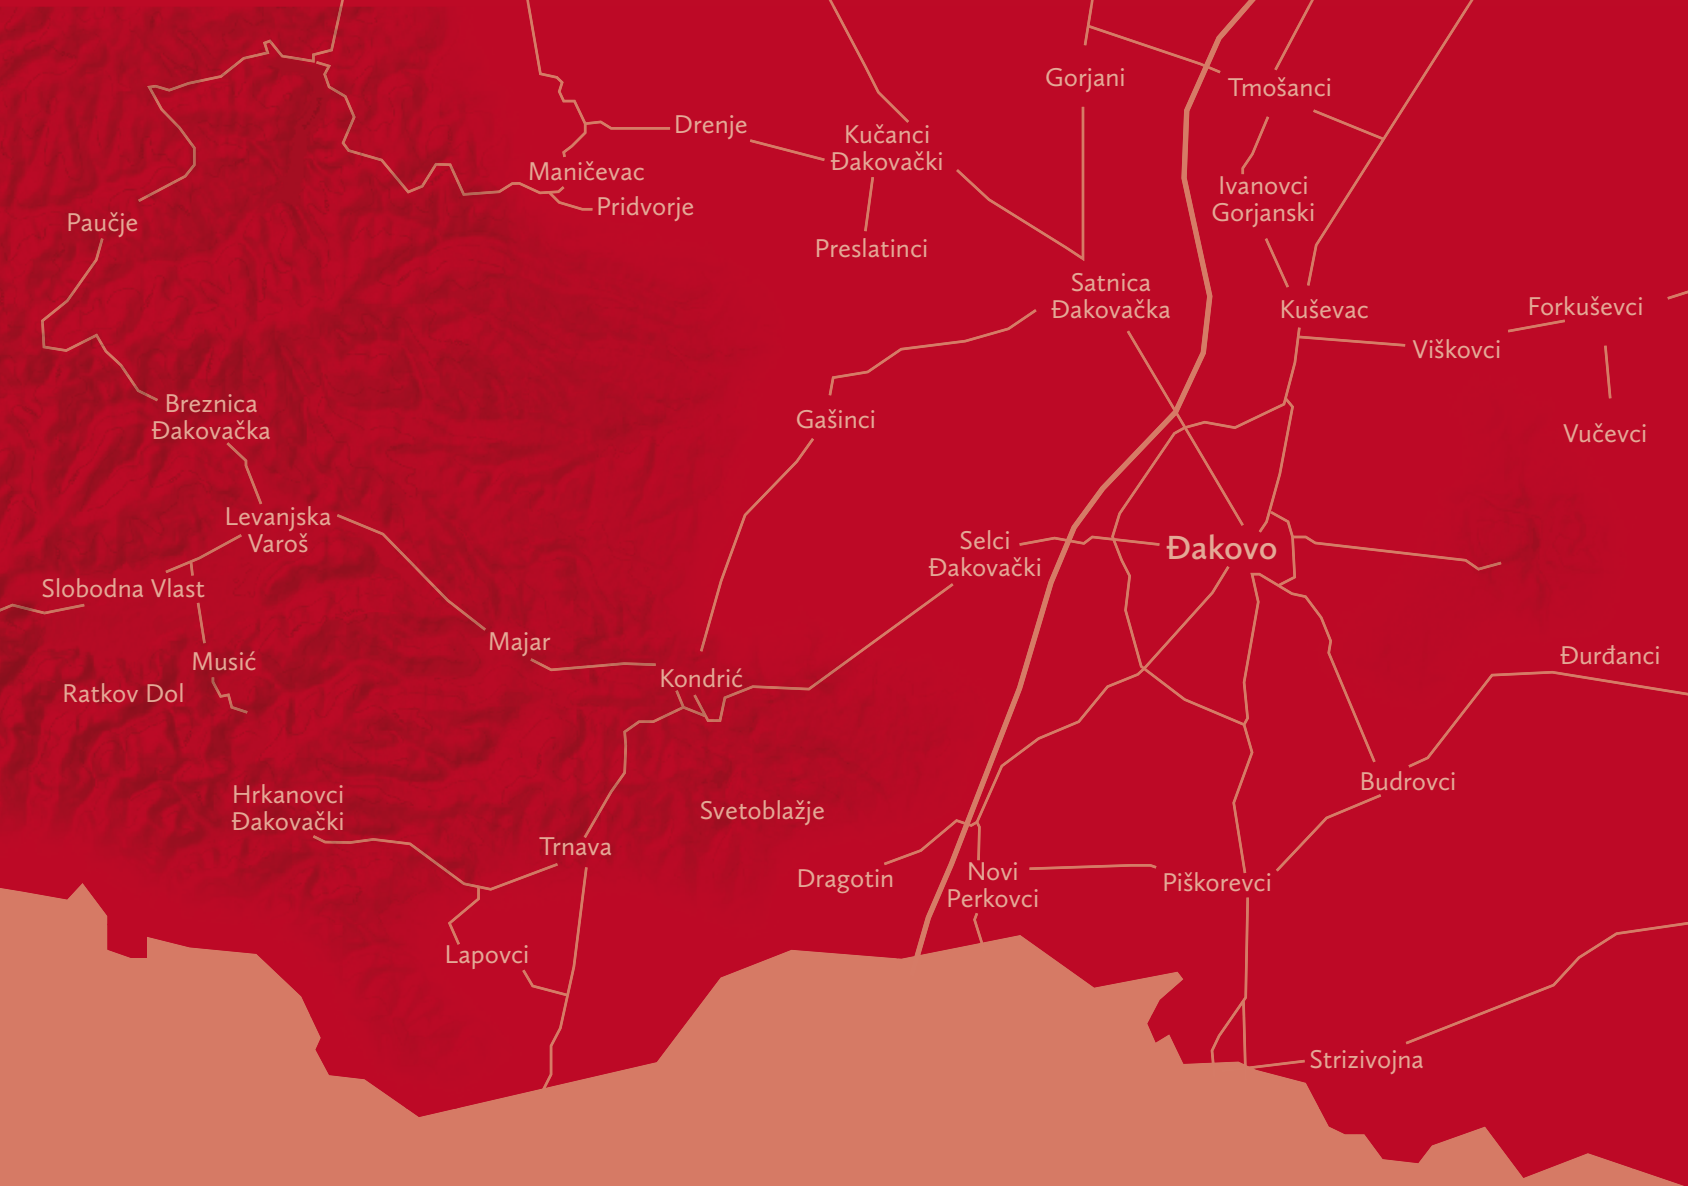 Gorjani
Tmošanci
Drenje
Kučanci
Đakovački
Maničevac
Pridvorje
Ivanovci
Gorjanski
Paučje
Preslatinci
Satnica
Đakovačka
Kuševac
Forkuševci
Viškovci
Breznica
Đakovačka
Gašinci
Vučevci
Levanjska
Varoš
Selci
Đakovački
Đakovo
Slobodna Vlast
Majar
Musić
Ratkov Dol
Kondrić
Đurđanci
Hrkanovci
Đakovački
Svetoblažje
Budrovci
Trnava
Dragotin
Novi
Perkovci
Piškorevci
Lapovci
Strizivojna